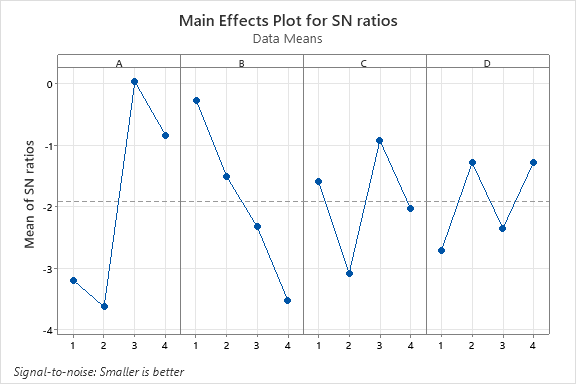 Main Effects Plot for SN ratios
Data Means
A B C D
Mean of SN ratios
0
-1
-2
-3
-4
1 2 3 4 1 2 3 4 1 2 3 4 1 2 3 4
Signal-to-noise: Smaller is better